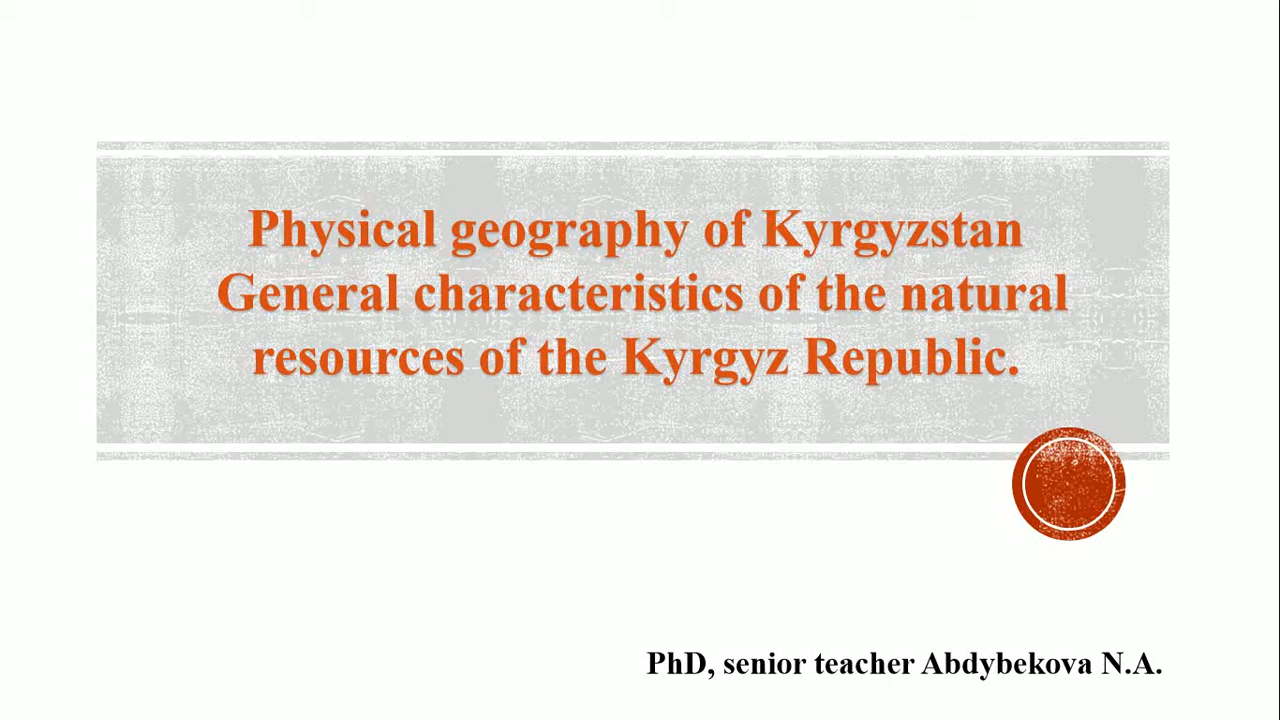 Physical geography of Kyrgyzstan
General characteristics of the natural
resources of the Kyrgyz Republic.
PhD, senior teacher Abdybekova N.A.